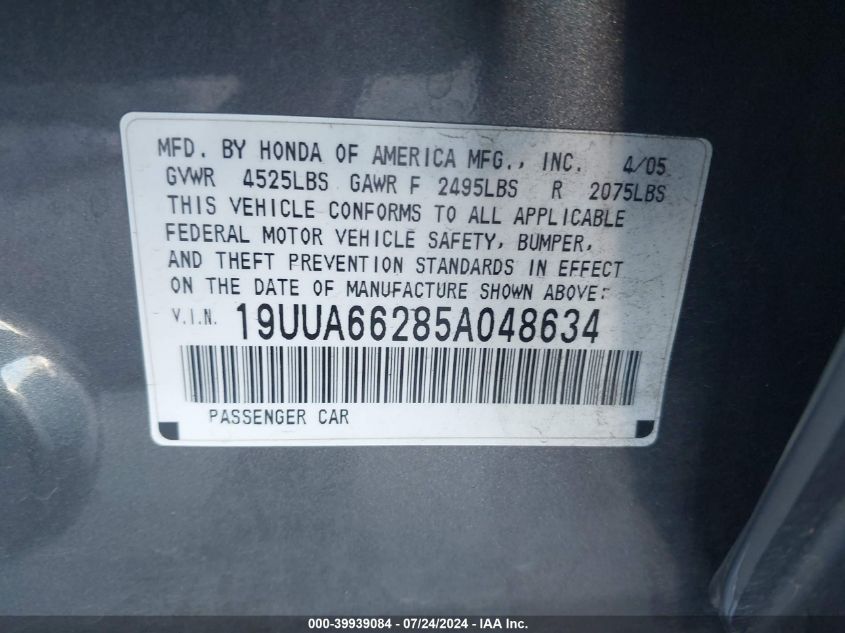 MFD. BY HONDA OF AMERICA MFG., INC. 4/05
GVWR 4525LBS GAWR F 2495LBS R 2075LBS
THIS VEHICLE CONFORMS TO ALL APPLICABLE
FEDERAL MOTOR VEHICLE SAFETY, BUMPER,
AND THEFT PREVENTION STANDARDS IN EFFECT
ON THE DATE OF MANUFACTURE SHOWN ABOVE:
V.I.N. 19UUA66285A048634
PASSENGER CAR
000-39939084 / 07/24/2024 - IAA Inc.